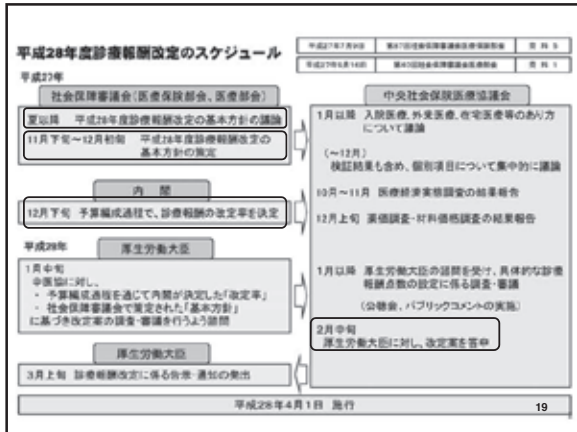 平成28年度診療報酬改定のスケジュール
平成27年7月9日 第87回社会保障審議会医療保険部会 資料3
第40回社会保障審議会医療部会 資料1
平成27年
社会保障審議会(医療保険部会、医療部会)
夏以降 平成28年度診療報酬改定の基本方針の議論
11月下旬~12月初旬 平成28年度診療報酬改定の
基本方針の策定
内閣
12月下旬 予算編成過程で、診療報酬の改定率を決定
平成28年
厚生労働大臣
1月中旬
中医協に対し、
・ 予算編成過程を通じて内閣が決定した「改定率」
・ 社会保障審議会で策定された「基本方針」
に基づき改定案の調査・審議を行うよう諮問
厚生労働大臣
3月上旬 診療報酬改定に係る告示・通知の発出
中央社会保険医療協議会
1月以降 入院医療、外来医療、在宅医療等のあり方
について議論
(~12月)
検証結果も含め、個別項目について集中的に議論
10月~11月 医療経済実態調査の結果報告
12月上旬 薬価調査・材料価格調査の結果報告
1月以降 厚生労働大臣の諮問を受け、具体的な診療
報酬点数の設定に係る調査・審議
(公聴会、パブリックコメントの実施)
2月中旬
厚生労働大臣に対し、改定案を答申
平成28年4月1日 施行
19